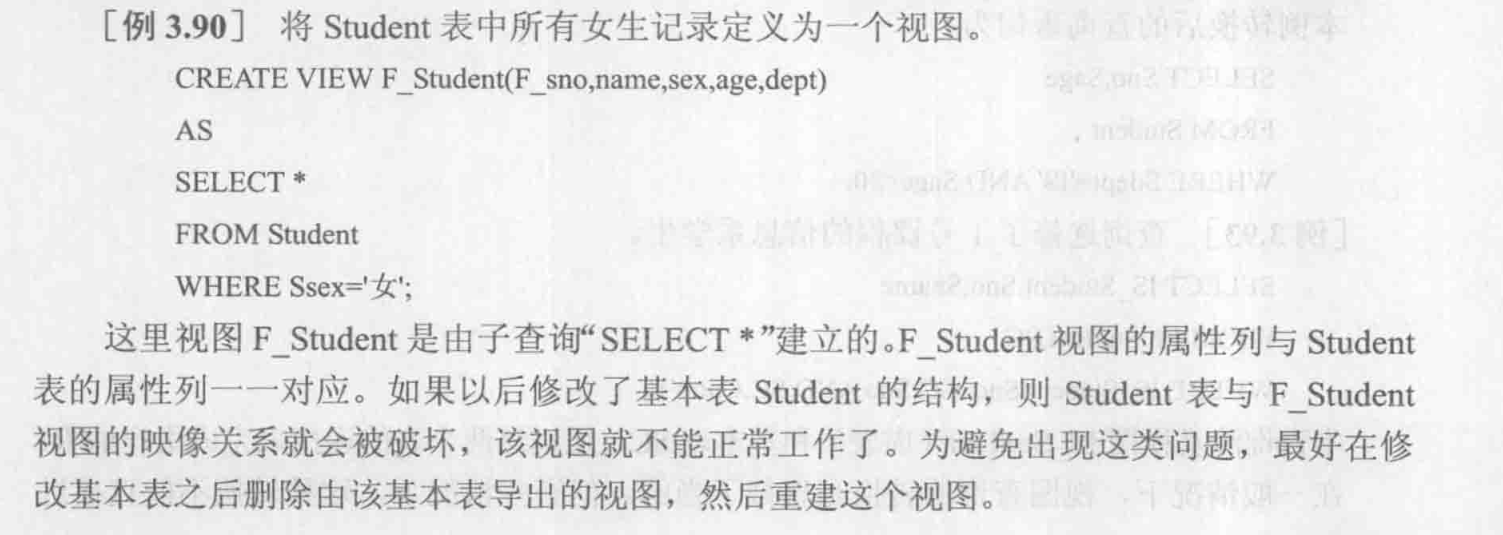 ［例 3.90］ 将 Student 表中所有女生记录定义为一个视图。
CREATE VIEW F_Student(F_sno,name,sex,age,dept)
AS
SELECT *
FROM Student
WHERE Ssex='女';
这里视图 F_Student 是由子查询“SELECT *”建立的。F_Student 视图的属性列与 Student
表的属性列一一对应。如果以后修改了基本表 Student 的结构，则 Student 表与 F_Student
视图的映像关系就会被破坏，该视图就不能正常工作了。为避免出现这类问题，最好在修
改基本表之后删除由该基本表导出的视图，然后重建这个视图。